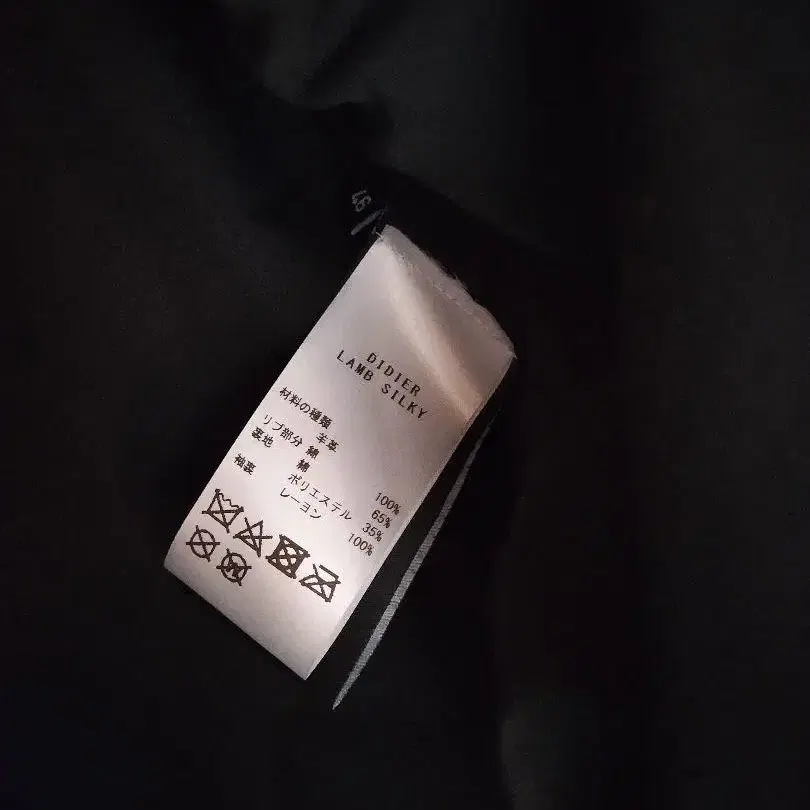 DIDIER
LAMB SILKY
材料の種類 羊革
リブ部分 綿 100%
裏地 綿 65%
ポリエステル 35%
袖裏 レーヨン 100%